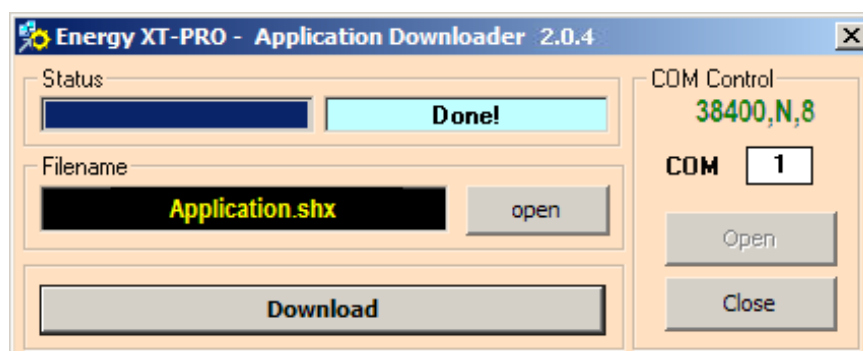 Energy XT-PRO - Application Downloader 2.0.4
Status
Done!
Filename
Application.shx
open
Download
COM Control
38400,N,8
COM 1
Open
Close